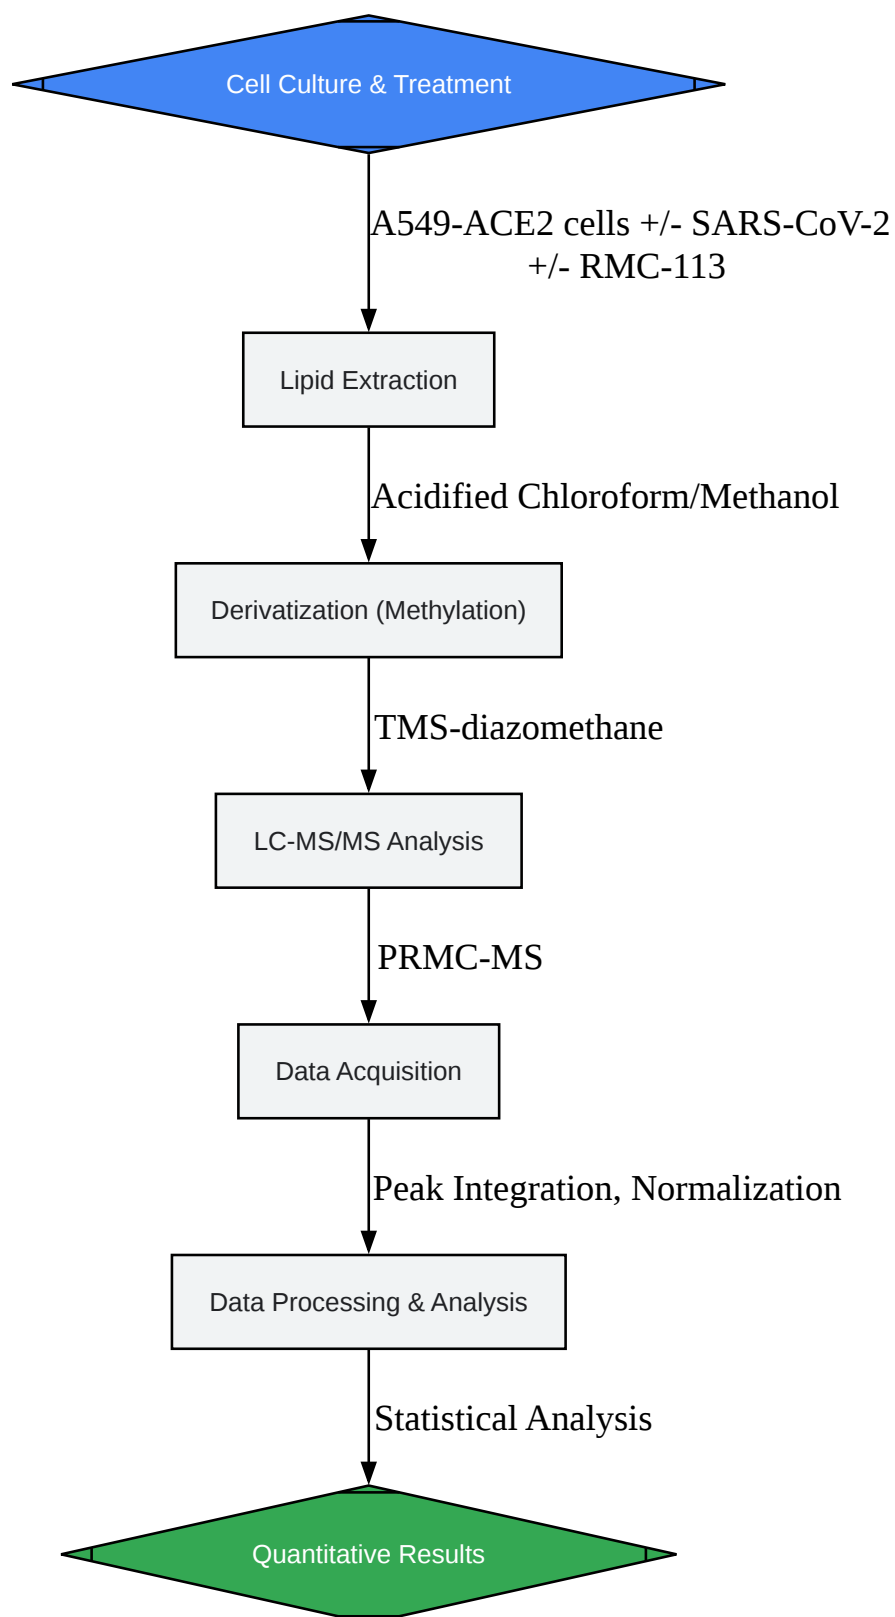 Cell Culture & Treatment
A549-ACE2 cells +/- SARS-CoV-2
+/- RMC-113
Lipid Extraction
Acidified Chloroform/Methanol
Derivatization (Methylation)
TMS-diazomethane
LC-MS/MS Analysis
PRMC-MS
Data Acquisition
Peak Integration, Normalization
Data Processing & Analysis
Statistical Analysis
Quantitative Results